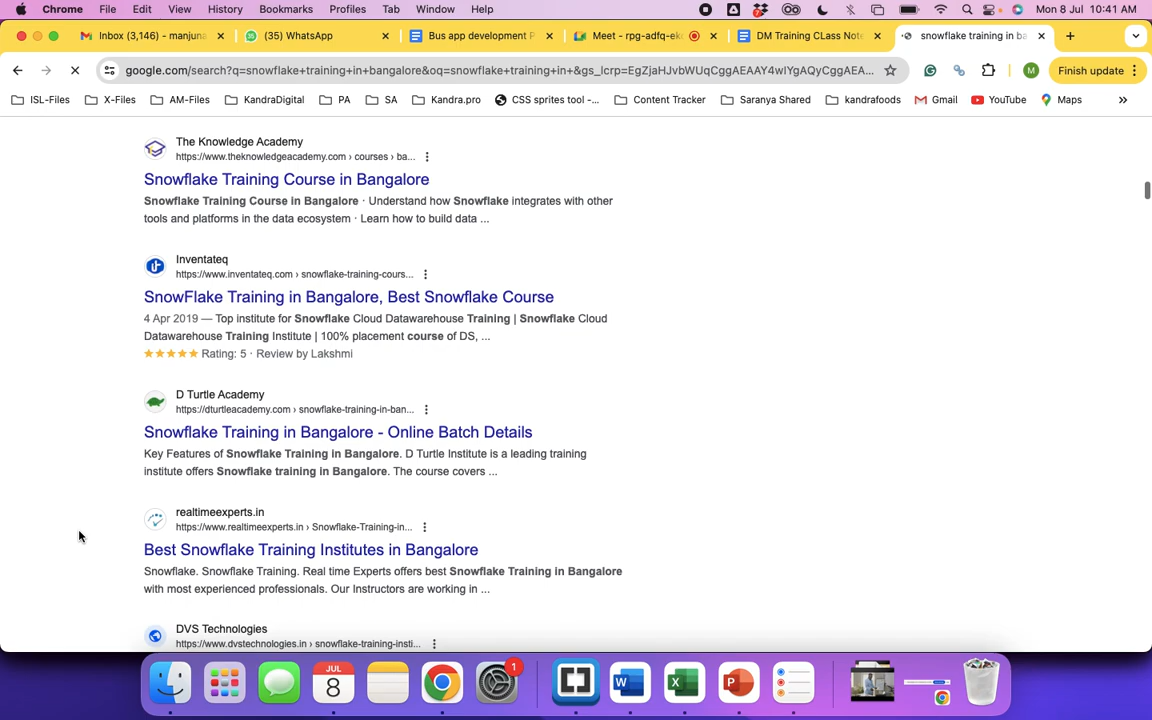 Chrome File Edit View History Bookmarks Profiles Tab Window Help 7 Mon 8 Jul 10:41 AM
Inbox (3,146) - manjuna 35 (35) WhatsApp Bus app development P Meet - rpg-adfq-ek DM Training CLass Note snowflake training in ba
google.com/search?q=snowflake+training+in+bangalore&oq=snowflake+training+in+&gs_lcrp=EgZjaHJvbWUqCggAEAAY4wIYgAQyCggAEA... M Finish update
ISL-Files X-Files AM-Files KandraDigital PA SA Kandra.pro CSS sprites tool -... Content Tracker Saranya Shared kandrafoods Gmail YouTube Maps »
The Knowledge Academy
https://www.theknowledgeacademy.com › courses › ba...
Snowflake Training Course in Bangalore
Snowflake Training Course in Bangalore · Understand how Snowflake integrates with other
tools and platforms in the data ecosystem · Learn how to build data ...
Inventateq
https://www.inventateq.com › snowflake-training-cours...
SnowFlake Training in Bangalore, Best Snowflake Course
4 Apr 2019 — Top institute for Snowflake Cloud Datawarehouse Training | Snowflake Cloud
Datawarehouse Training Institute | 100% placement course of DS, ...
Rating: 5 · Review by Lakshmi
D Turtle Academy
https://dturtleacademy.com › snowflake-training-in-ban...
Snowflake Training in Bangalore - Online Batch Details
Key Features of Snowflake Training in Bangalore. D Turtle Institute is a leading training
institute offers Snowflake training in Bangalore. The course covers ...
realtimeexperts.in
https://www.realtimeexperts.in › Snowflake-Training-in...
Best Snowflake Training Institutes in Bangalore
Snowflake. Snowflake Training. Real time Experts offers best Snowflake Training in Bangalore
with most experienced professionals. Our Instructors are working in ...
DVS Technologies
https://www.dvstechnologies.in › snowflake-training-insti...
JUL 8 1 W X P